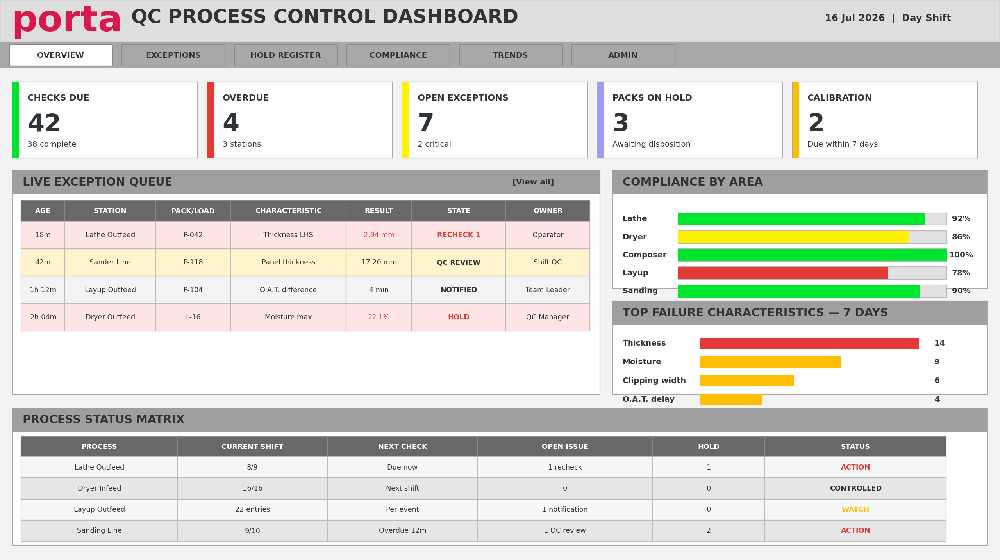 porta QC PROCESS CONTROL DASHBOARD 16 Jul 2026 | Day Shift
OVERVIEW EXCEPTIONS HOLD REGISTER COMPLIANCE TRENDS ADMIN
CHECKS DUE
42
38 complete
OVERDUE
4
3 stations
OPEN EXCEPTIONS
7
2 critical
PACKS ON HOLD
3
Awaiting disposition
CALIBRATION
2
Due within 7 days
LIVE EXCEPTION QUEUE [View all]
AGE STATION PACK/LOAD CHARACTERISTIC RESULT STATE OWNER
18m Lathe Outfeed P-042 Thickness LHS 2.94 mm RECHECK 1 Operator
42m Sander Line P-118 Panel thickness 17.20 mm QC REVIEW Shift QC
1h 12m Layup Outfeed P-104 O.A.T. difference 4 min NOTIFIED Team Leader
2h 04m Dryer Outfeed L-16 Moisture max 22.1% HOLD QC Manager
COMPLIANCE BY AREA
Lathe 92%
Dryer 86%
Composer 100%
Layup 78%
Sanding 90%
TOP FAILURE CHARACTERISTICS — 7 DAYS
Thickness 14
Moisture 9
Clipping width 6
O.A.T. delay 4
PROCESS STATUS MATRIX
PROCESS CURRENT SHIFT NEXT CHECK OPEN ISSUE HOLD STATUS
Lathe Outfeed 8/9 Due now 1 recheck 1 ACTION
Dryer Infeed 16/16 Next shift 0 0 CONTROLLED
Layup Outfeed 22 entries Per event 1 notification 0 WATCH
Sanding Line 9/10 Overdue 12m 1 QC review 2 ACTION